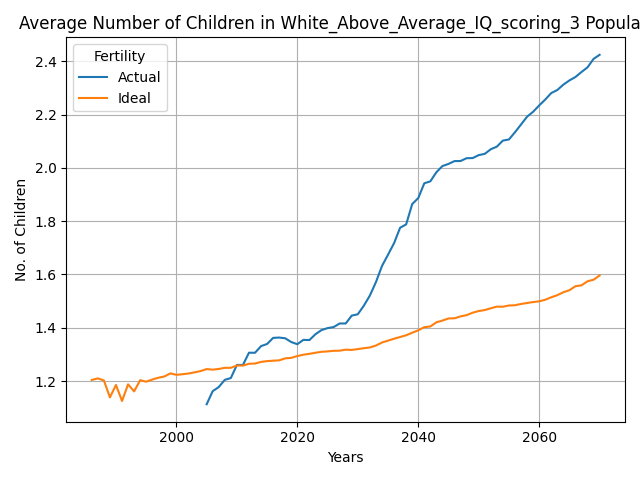 Average Number of Children in White_Above_Average_IQ_scoring_3 Popula
Fertility
Actual
Ideal
No. of Children
2.4
2.2
2.0
1.8
1.6
1.4
1.2
2000
2020
2040
2060
Years